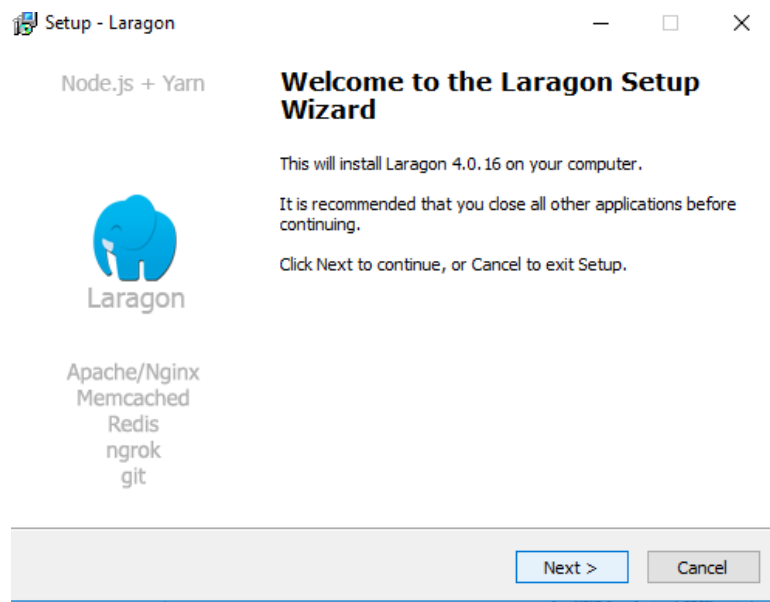 Setup - Laragon
Node.js + Yarn
Laragon
Apache/Nginx
Memcached
Redis
ngrok
git
Welcome to the Laragon Setup
Wizard
This will install Laragon 4.0.16 on your computer.
It is recommended that you close all other applications before
continuing.
Click Next to continue, or Cancel to exit Setup.
Next >
Cancel